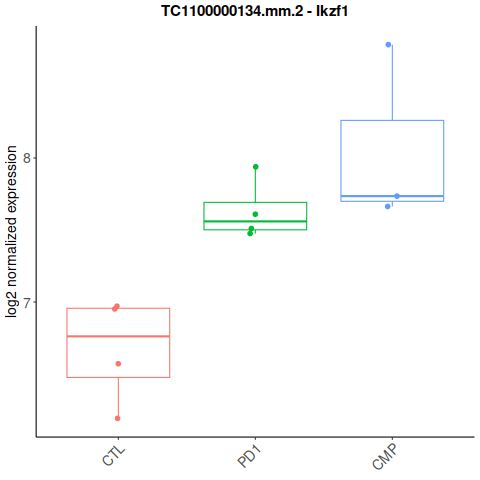 TC1100000134.mm.2 - Ikzf1
log2 normalized expression
8
7
CTL
PD1
CMP